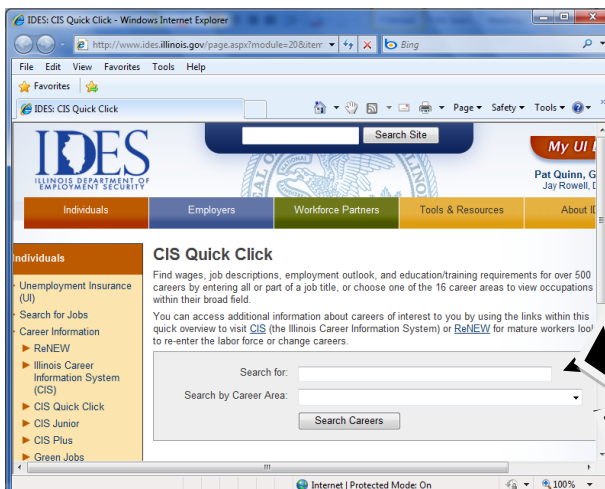 IDES: CIS Quick Click - Windows Internet Explorer
http://www.ides.illinois.gov/page.aspx?module=20&item
Bing
File Edit View Favorites Tools Help
Favorites
IDES: CIS Quick Click
Page Safety Tools
IDES
ILLINOIS DEPARTMENT OF
EMPLOYMENT SECURITY
Search Site
My UI
Pat Quinn, G
Jay Rowell, D
Individuals Employers Workforce Partners Tools & Resources About ID
Individuals
Unemployment Insurance
(UI)
Search for Jobs
Career Information
ReNEW
Illinois Career
Information System
(CIS)
CIS Quick Click
CIS Junior
CIS Plus
Green Jobs
CIS Quick Click
Find wages, job descriptions, employment outlook, and education/training requirements for over 500
careers by entering all or part of a job title, or choose one of the 16 career areas to view occupations
within their broad field.
You can access additional information about careers of interest to you by using the links within this
quick overview to visit CIS (the Illinois Career Information System) or ReNEW for mature workers loo
to re-enter the labor force or change careers.
Search for:
Search by Career Area:
Search Careers
Internet | Protected Mode: On
100%